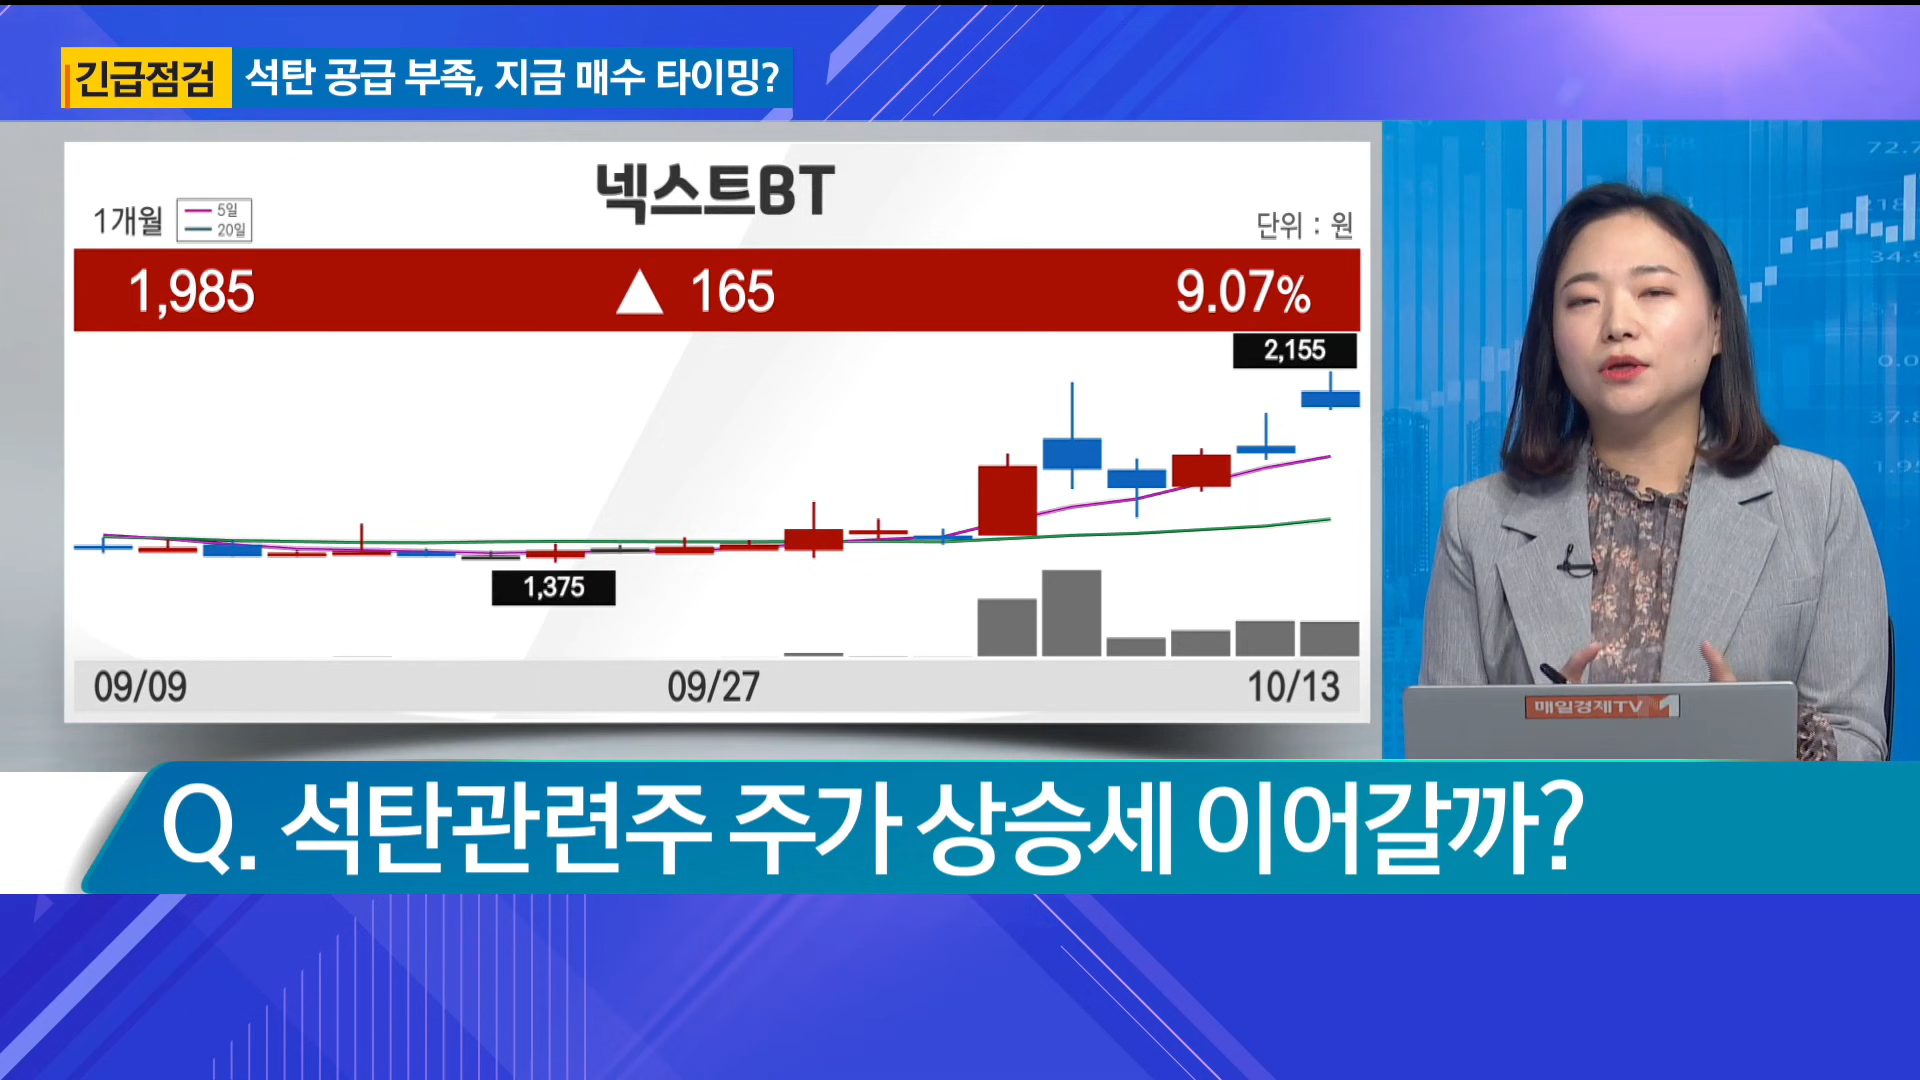 긴급점검 석탄 공급 부족, 지금 매수 타이밍?
넥스트BT
1개월
5일
20일
단위 : 원
1,985 ▲ 165 9.07%
2,155
1,375
09/09 09/27 10/13
매일경제TV 1
Q. 석탄관련주 주가 상승세 이어갈까?